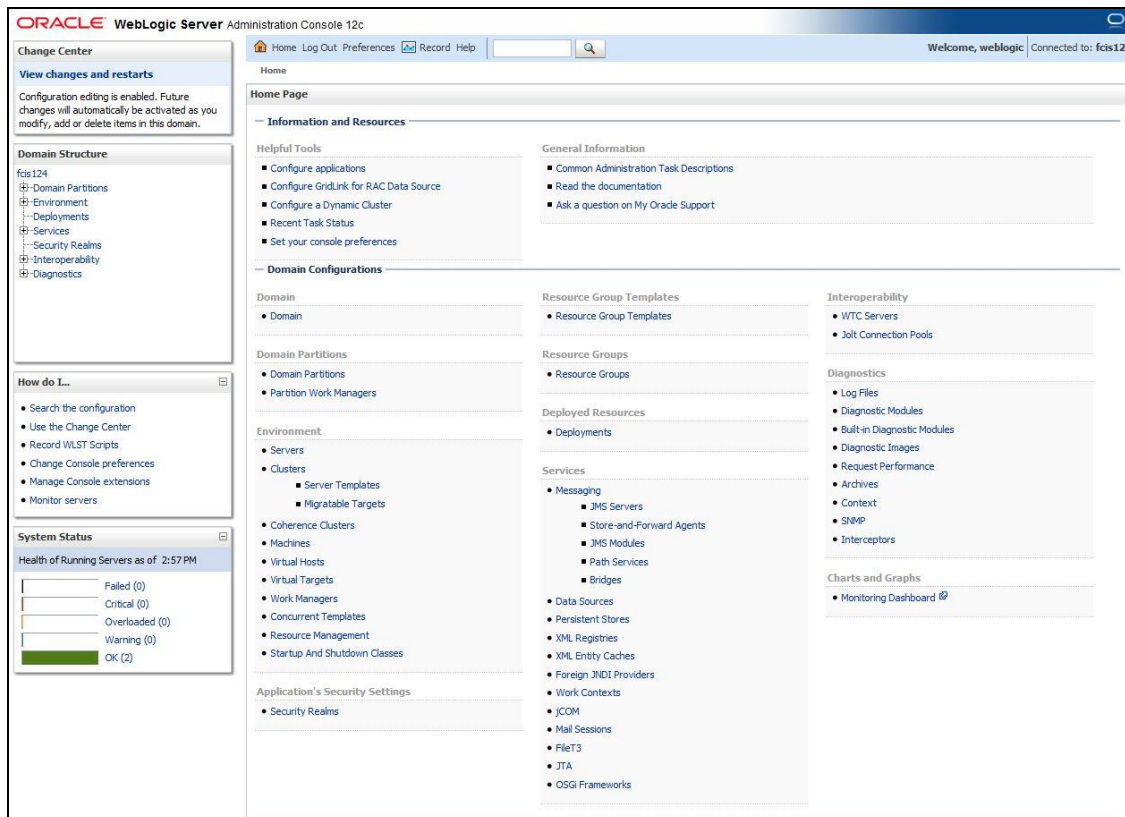 ORACLE WebLogic Server Administration Console 12c
Change Center
View changes and restarts
Configuration editing is enabled. Future
changes will automatically be activated as you
modify, add or delete items in this domain.
Domain Structure
fcis124
Domain Partitions
Environment
Deployments
Services
Security Realms
Interoperability
Diagnostics
How do I...
Search the configuration
Use the Change Center
Record WLST Scripts
Change Console preferences
Manage Console extensions
Monitor servers
System Status
Health of Running Servers as of 2:57 PM
Failed (0)
Critical (0)
Overloaded (0)
Warning (0)
OK (2)
Home Log Out Preferences Record Help
Welcome, weblogic Connected to: fcis12
Home
Home Page
Information and Resources
Helpful Tools
Configure applications
Configure GridLink for RAC Data Source
Configure a Dynamic Cluster
Recent Task Status
Set your console preferences
General Information
Common Administration Task Descriptions
Read the documentation
Ask a question on My Oracle Support
Domain Configurations
Domain
Domain
Domain Partitions
Domain Partitions
Partition Work Managers
Environment
Servers
Clusters
Server Templates
Migratable Targets
Coherence Clusters
Machines
Virtual Hosts
Virtual Targets
Work Managers
Concurrent Templates
Resource Management
Startup And Shutdown Classes
Application's Security Settings
Security Realms
Resource Group Templates
Resource Group Templates
Resource Groups
Resource Groups
Deployed Resources
Deployments
Services
Messaging
JMS Servers
Store-and-Forward Agents
JMS Modules
Path Services
Bridges
Data Sources
Persistent Stores
XML Registries
XML Entity Caches
Foreign JNDI Providers
Work Contexts
jCOM
Mail Sessions
FileT3
JTA
OSGi Frameworks
Interoperability
WTC Servers
Jolt Connection Pools
Diagnostics
Log Files
Diagnostic Modules
Built-in Diagnostic Modules
Diagnostic Images
Request Performance
Archives
Context
SNMP
Interceptors
Charts and Graphs
Monitoring Dashboard